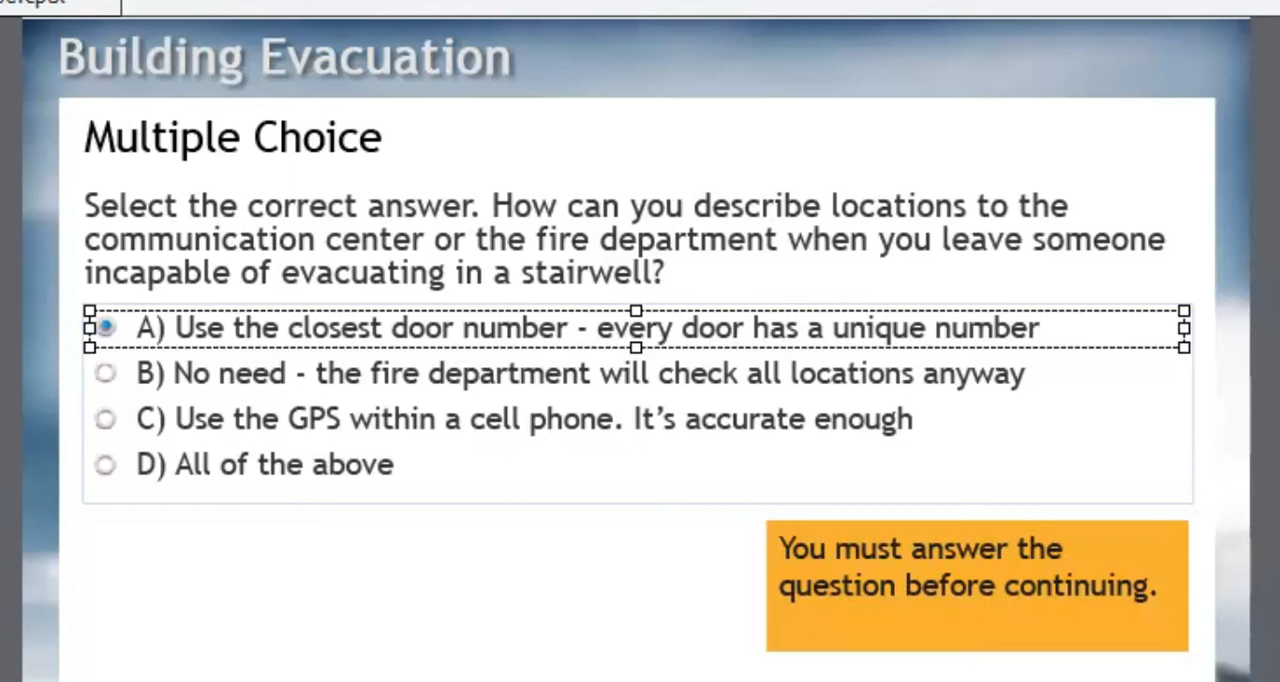 Building Evacuation
Multiple Choice
Select the correct answer. How can you describe locations to the
communication center or the fire department when you leave someone
incapable of evacuating in a stairwell?
A) Use the closest door number - every door has a unique number
B) No need - the fire department will check all locations anyway
C) Use the GPS within a cell phone. It’s accurate enough
D) All of the above
You must answer the
question before continuing.